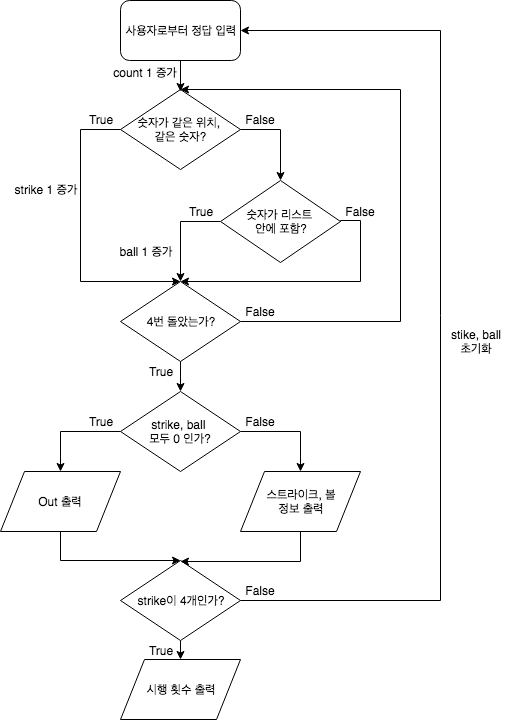 사용자로부터 정답 입력
count 1 증가
숫자가 같은 위치,
같은 숫자?
True
False
strike 1 증가
숫자가 리스트
안에 포함?
True
False
ball 1 증가
4번 돌았는가?
False
True
stike, ball
초기화
strike, ball
모두 0 인가?
True
False
Out 출력
스트라이크, 볼
정보 출력
strike이 4개인가?
False
True
시행 횟수 출력